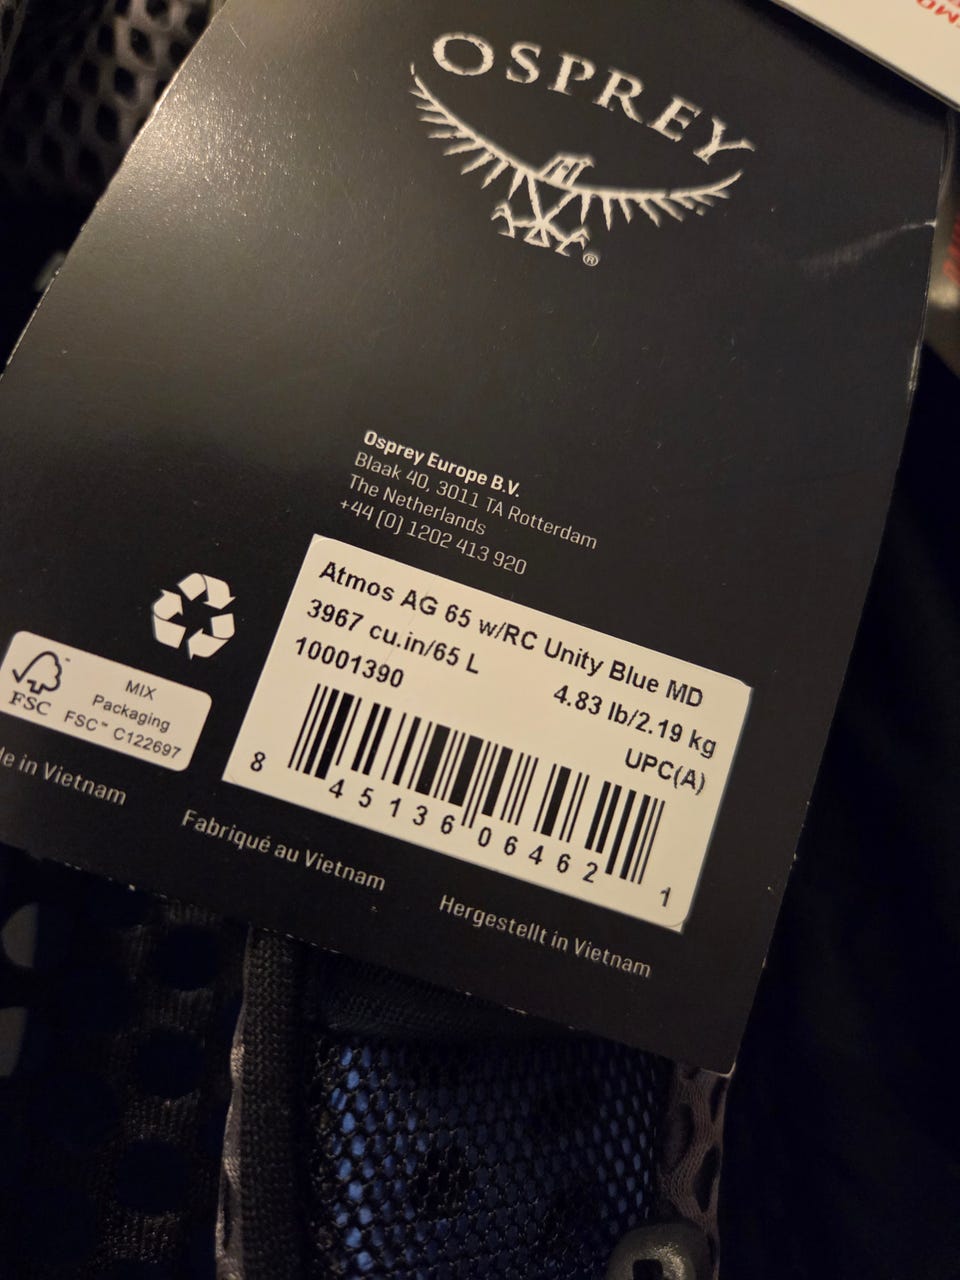 OSPREY
®
Osprey Europe B.V.
Blaak 40, 3011 TA Rotterdam
The Netherlands
+44 (0) 1202 413 920
Atmos AG 65 w/RC Unity Blue MD
3967 cu.in/65 L
4.83 lb/2.19 kg
10001390
UPC(A)
8 45136 06462 1
FSC
MIX
Packaging
FSC™ C122697
de in Vietnam
Fabriqué au Vietnam
Hergestellt in Vietnam